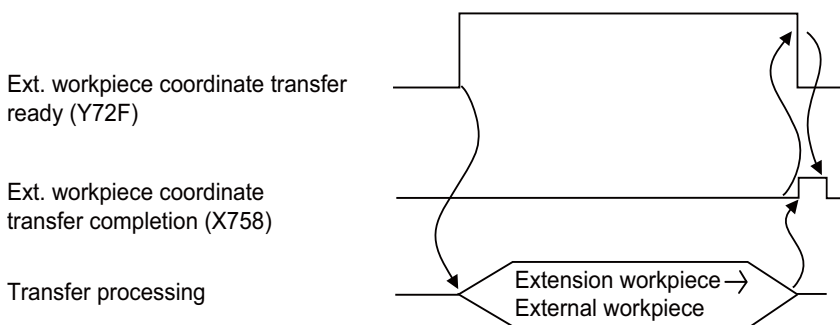 Ext. workpiece coordinate transfer
ready (Y72F)
Ext. workpiece coordinate
transfer completion (X758)
Transfer processing
Extension workpiece →
External workpiece